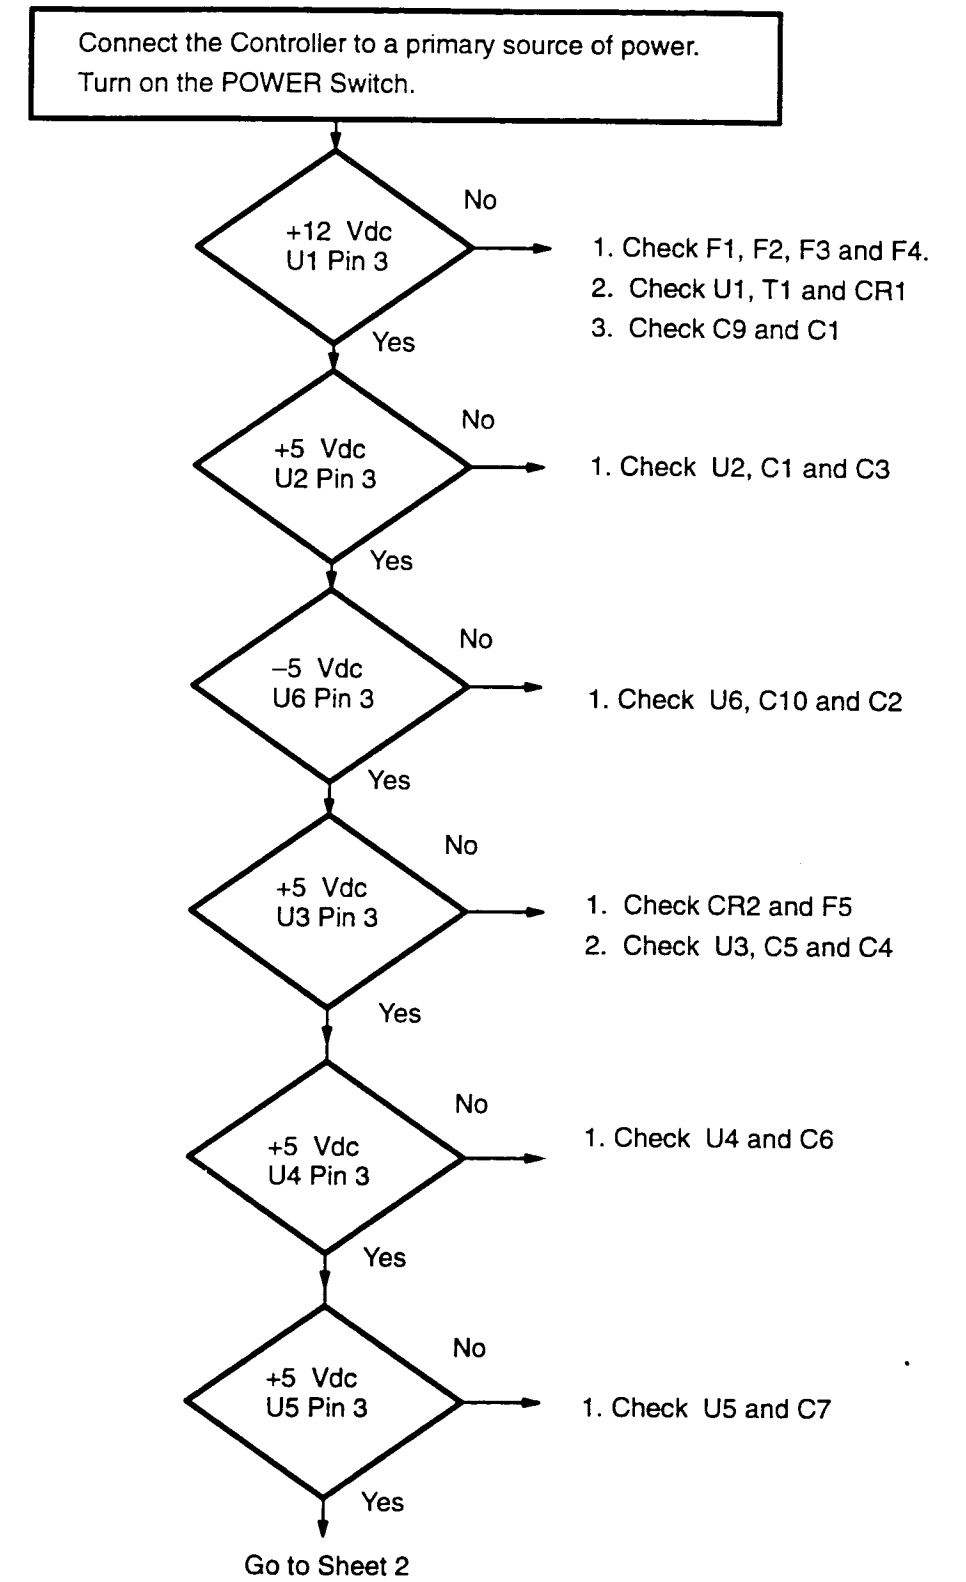 Connect the Controller to a primary source of power.
Turn on the POWER Switch.
No
+12 Vdc
U1 Pin 3
1. Check F1, F2, F3 and F4.
2. Check U1, T1 and CR1
3. Check C9 and C1
Yes
No
+5 Vdc
U2 Pin 3
1. Check U2, C1 and C3
Yes
No
–5 Vdc
U6 Pin 3
1. Check U6, C10 and C2
Yes
No
+5 Vdc
U3 Pin 3
1. Check CR2 and F5
2. Check U3, C5 and C4
Yes
No
+5 Vdc
U4 Pin 3
1. Check U4 and C6
Yes
No
+5 Vdc
U5 Pin 3
1. Check U5 and C7
Yes
Go to Sheet 2